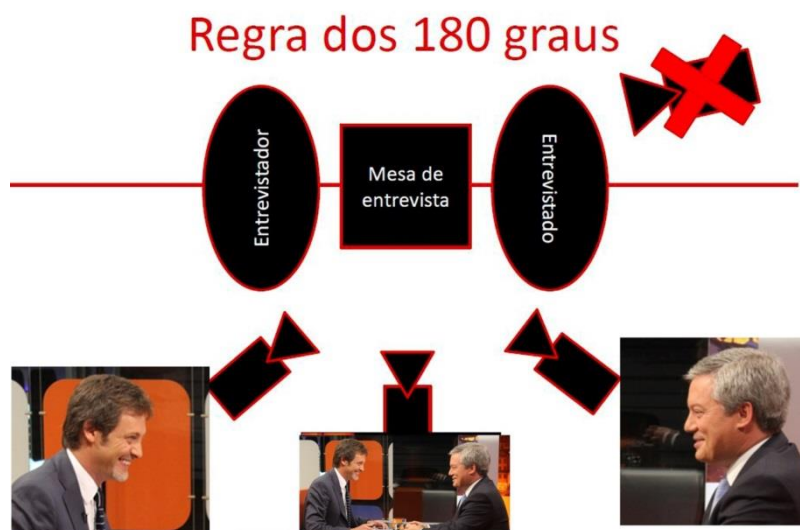 Regra dos 180 graus
Entrevistador
Mesa de
entrevista
Entrevistado